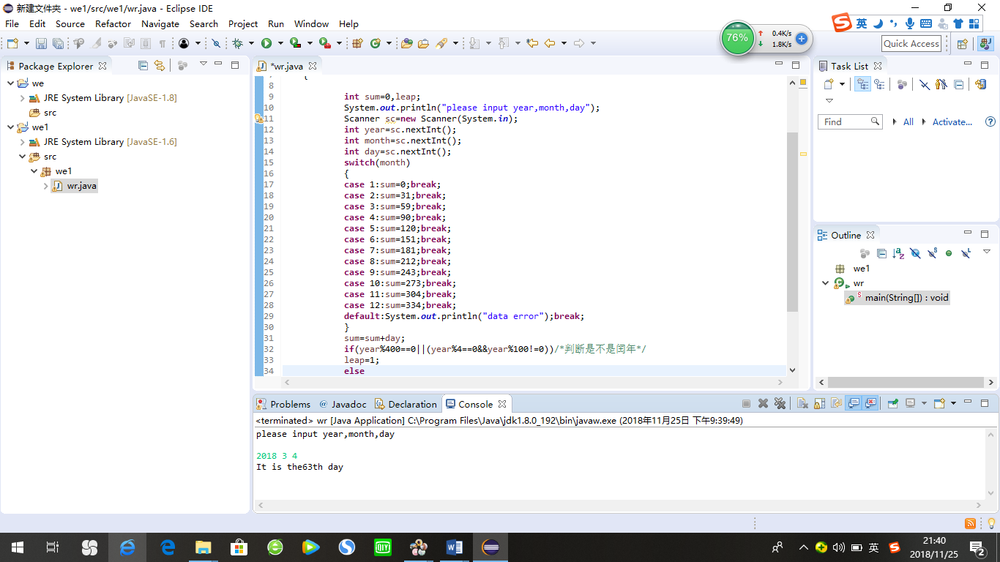 新建文件夹 - we1/src/we1/wr.java - Eclipse IDE
File Edit Source Refactor Navigate Search Project Run Window Help
英
76%
0.4K/s
1.8K/s
Quick Access
Package Explorer
we
JRE System Library [JavaSE-1.8]
src
we1
JRE System Library [JavaSE-1.6]
src
we1
wr.java
*wr.java
8
9 int sum=0,leap;
10 System.out.println("please input year,month,day");
11 Scanner sc=new Scanner(System.in);
12 int year=sc.nextInt();
13 int month=sc.nextInt();
14 int day=sc.nextInt();
15 switch(month)
16 {
17 case 1:sum=0;break;
18 case 2:sum=31;break;
19 case 3:sum=59;break;
20 case 4:sum=90;break;
21 case 5:sum=120;break;
22 case 6:sum=151;break;
23 case 7:sum=181;break;
24 case 8:sum=212;break;
25 case 9:sum=243;break;
26 case 10:sum=273;break;
27 case 11:sum=304;break;
28 case 12:sum=334;break;
29 default:System.out.println("data error");break;
30 }
31 sum=sum+day;
32 if(year%400==0||(year%4==0&&year%100!=0))/*判断是不是闰年*/
33 leap=1;
34 else
Task List
Find
All
Activate...
Outline
we1
wr
main(String[]) : void
Problems @ Javadoc Declaration Console
<terminated> wr [Java Application] C:\Program Files\Java\jdk1.8.0_192\bin\javaw.exe (2018年11月25日 下午9:39:49)
please input year,month,day
2018 3 4
It is the63th day
QIY
英
21:40
2018/11/25
2